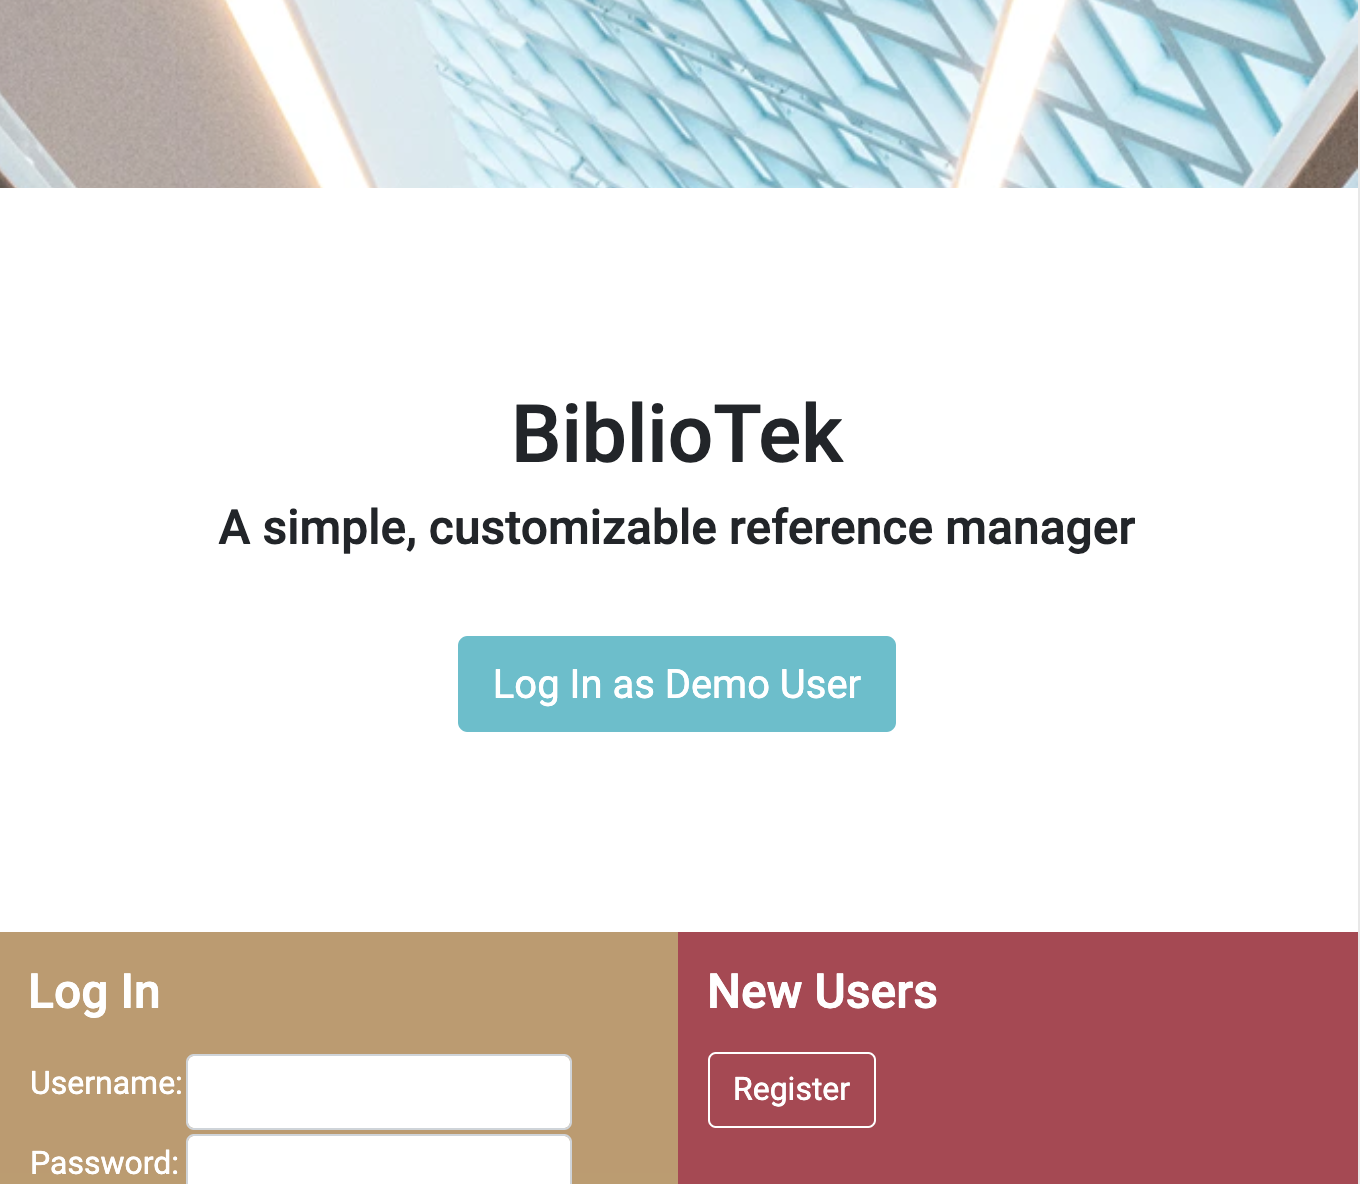 BiblioTek
A simple, customizable reference manager
Log In as Demo User
Log In
Username:
Password:
New Users
Register